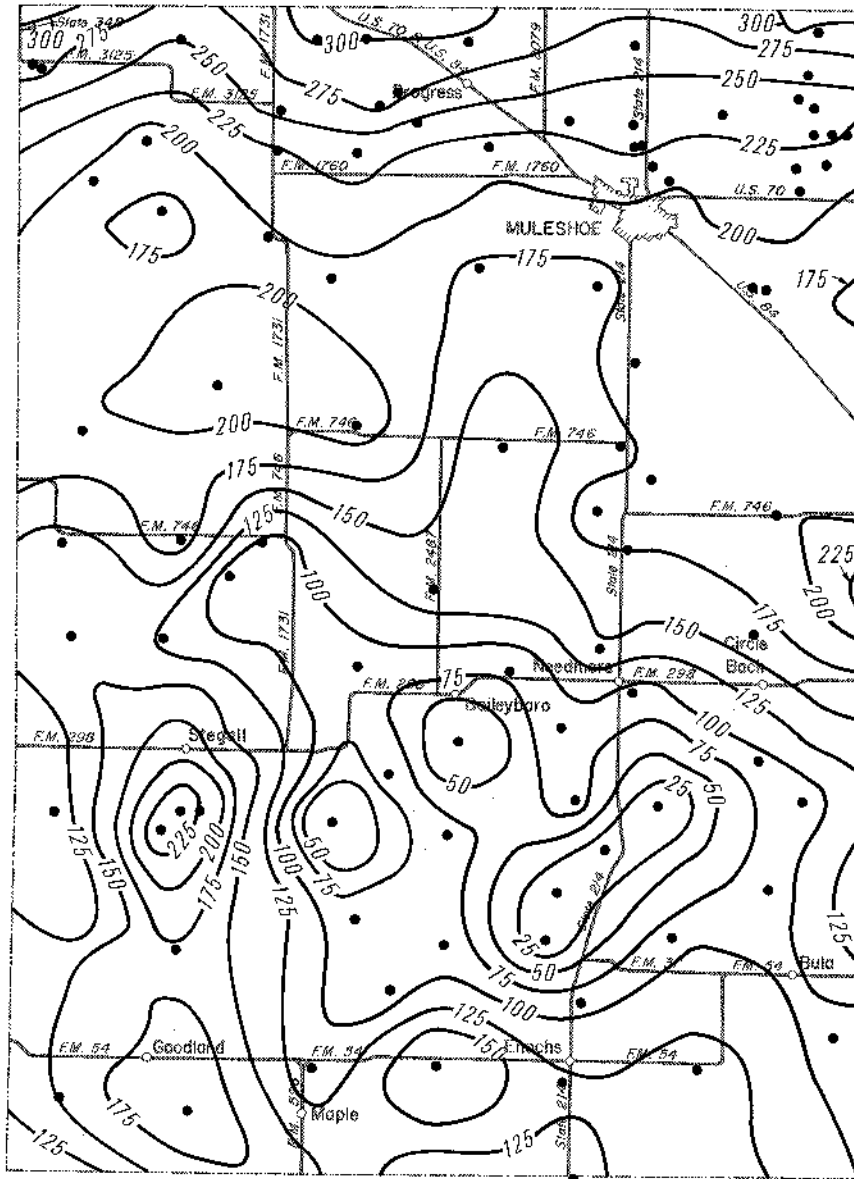 State 348
300
275
F.M. 3125
250
F.M. 3125
225
F.M. 1731
U.S. 70 & U.S. 84
300
275
Progress
F.M. 1760
F.M. 1760
State 214
300
275
250
225
U.S. 70
MULESHOE
200
200
175
175
175
State 214
U.S. 84
200
F.M. 1731
200
F.M. 746
F.M. 746
175
150
F.M. 746
125
F.M. 746
F.M. 746
F.M. 2487
State 214
225
200
175
100
F.M. 1731
150
Circle
Back
Needmore
F.M. 298
F.M. 298
75
Baileyboro
125
100
75
50
F.M. 298
Stegall
50
25
225
200
175
150
125
150
50
75
100
125
125
State 214
25
50
75
100
125
150
F.M. 54
Bula
F.M. 54
Goodland
F.M. 54
Enochs
F.M. 54
175
125
Maple
State 214
125